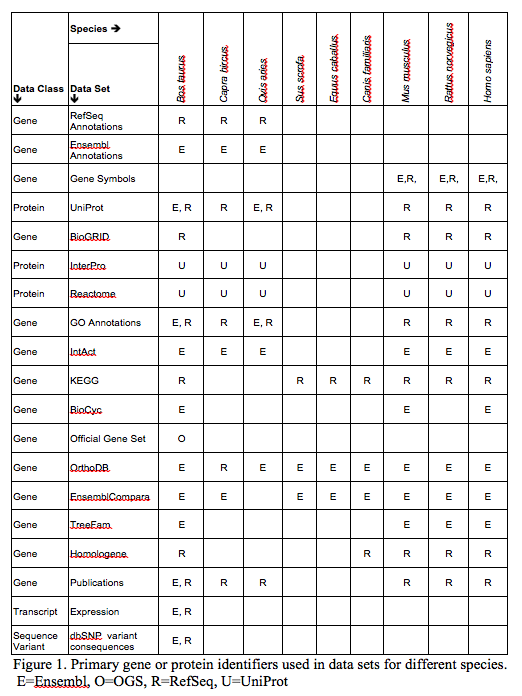 Species →
Data Class Data Set Bos taurus Capra hircus Ovis aries Sus scrofa Equus caballus Canis familiaris Mus musculus Rattus norvegicus Homo sapiens
Gene RefSeq Annotations R R R
Gene Ensembl Annotations E E E
Gene Gene Symbols E,R, E,R, E,R,
Protein UniProt E, R R E, R R R R
Gene BioGRID R R R R
Protein InterPro U U U U U U
Protein Reactome U U U U U U
Gene GO Annotations E, R R E, R R R R
Gene IntAct E E E E E E
Gene KEGG R R R R R R R
Gene BioCyc E E E
Gene Official Gene Set O
Gene OrthoDB E R E E E E E E E
Gene EnsemblCompara E E E E E E E E
Gene TreeFam E E E E
Gene Homologene R R R R R
Gene Publications E, R R R R R R
Transcript Expression E, R
Sequence Variant dbSNP variant consequences E, R
Figure 1. Primary gene or protein identifiers used in data sets for different species.
E=Ensembl, O=OGS, R=RefSeq, U=UniProt